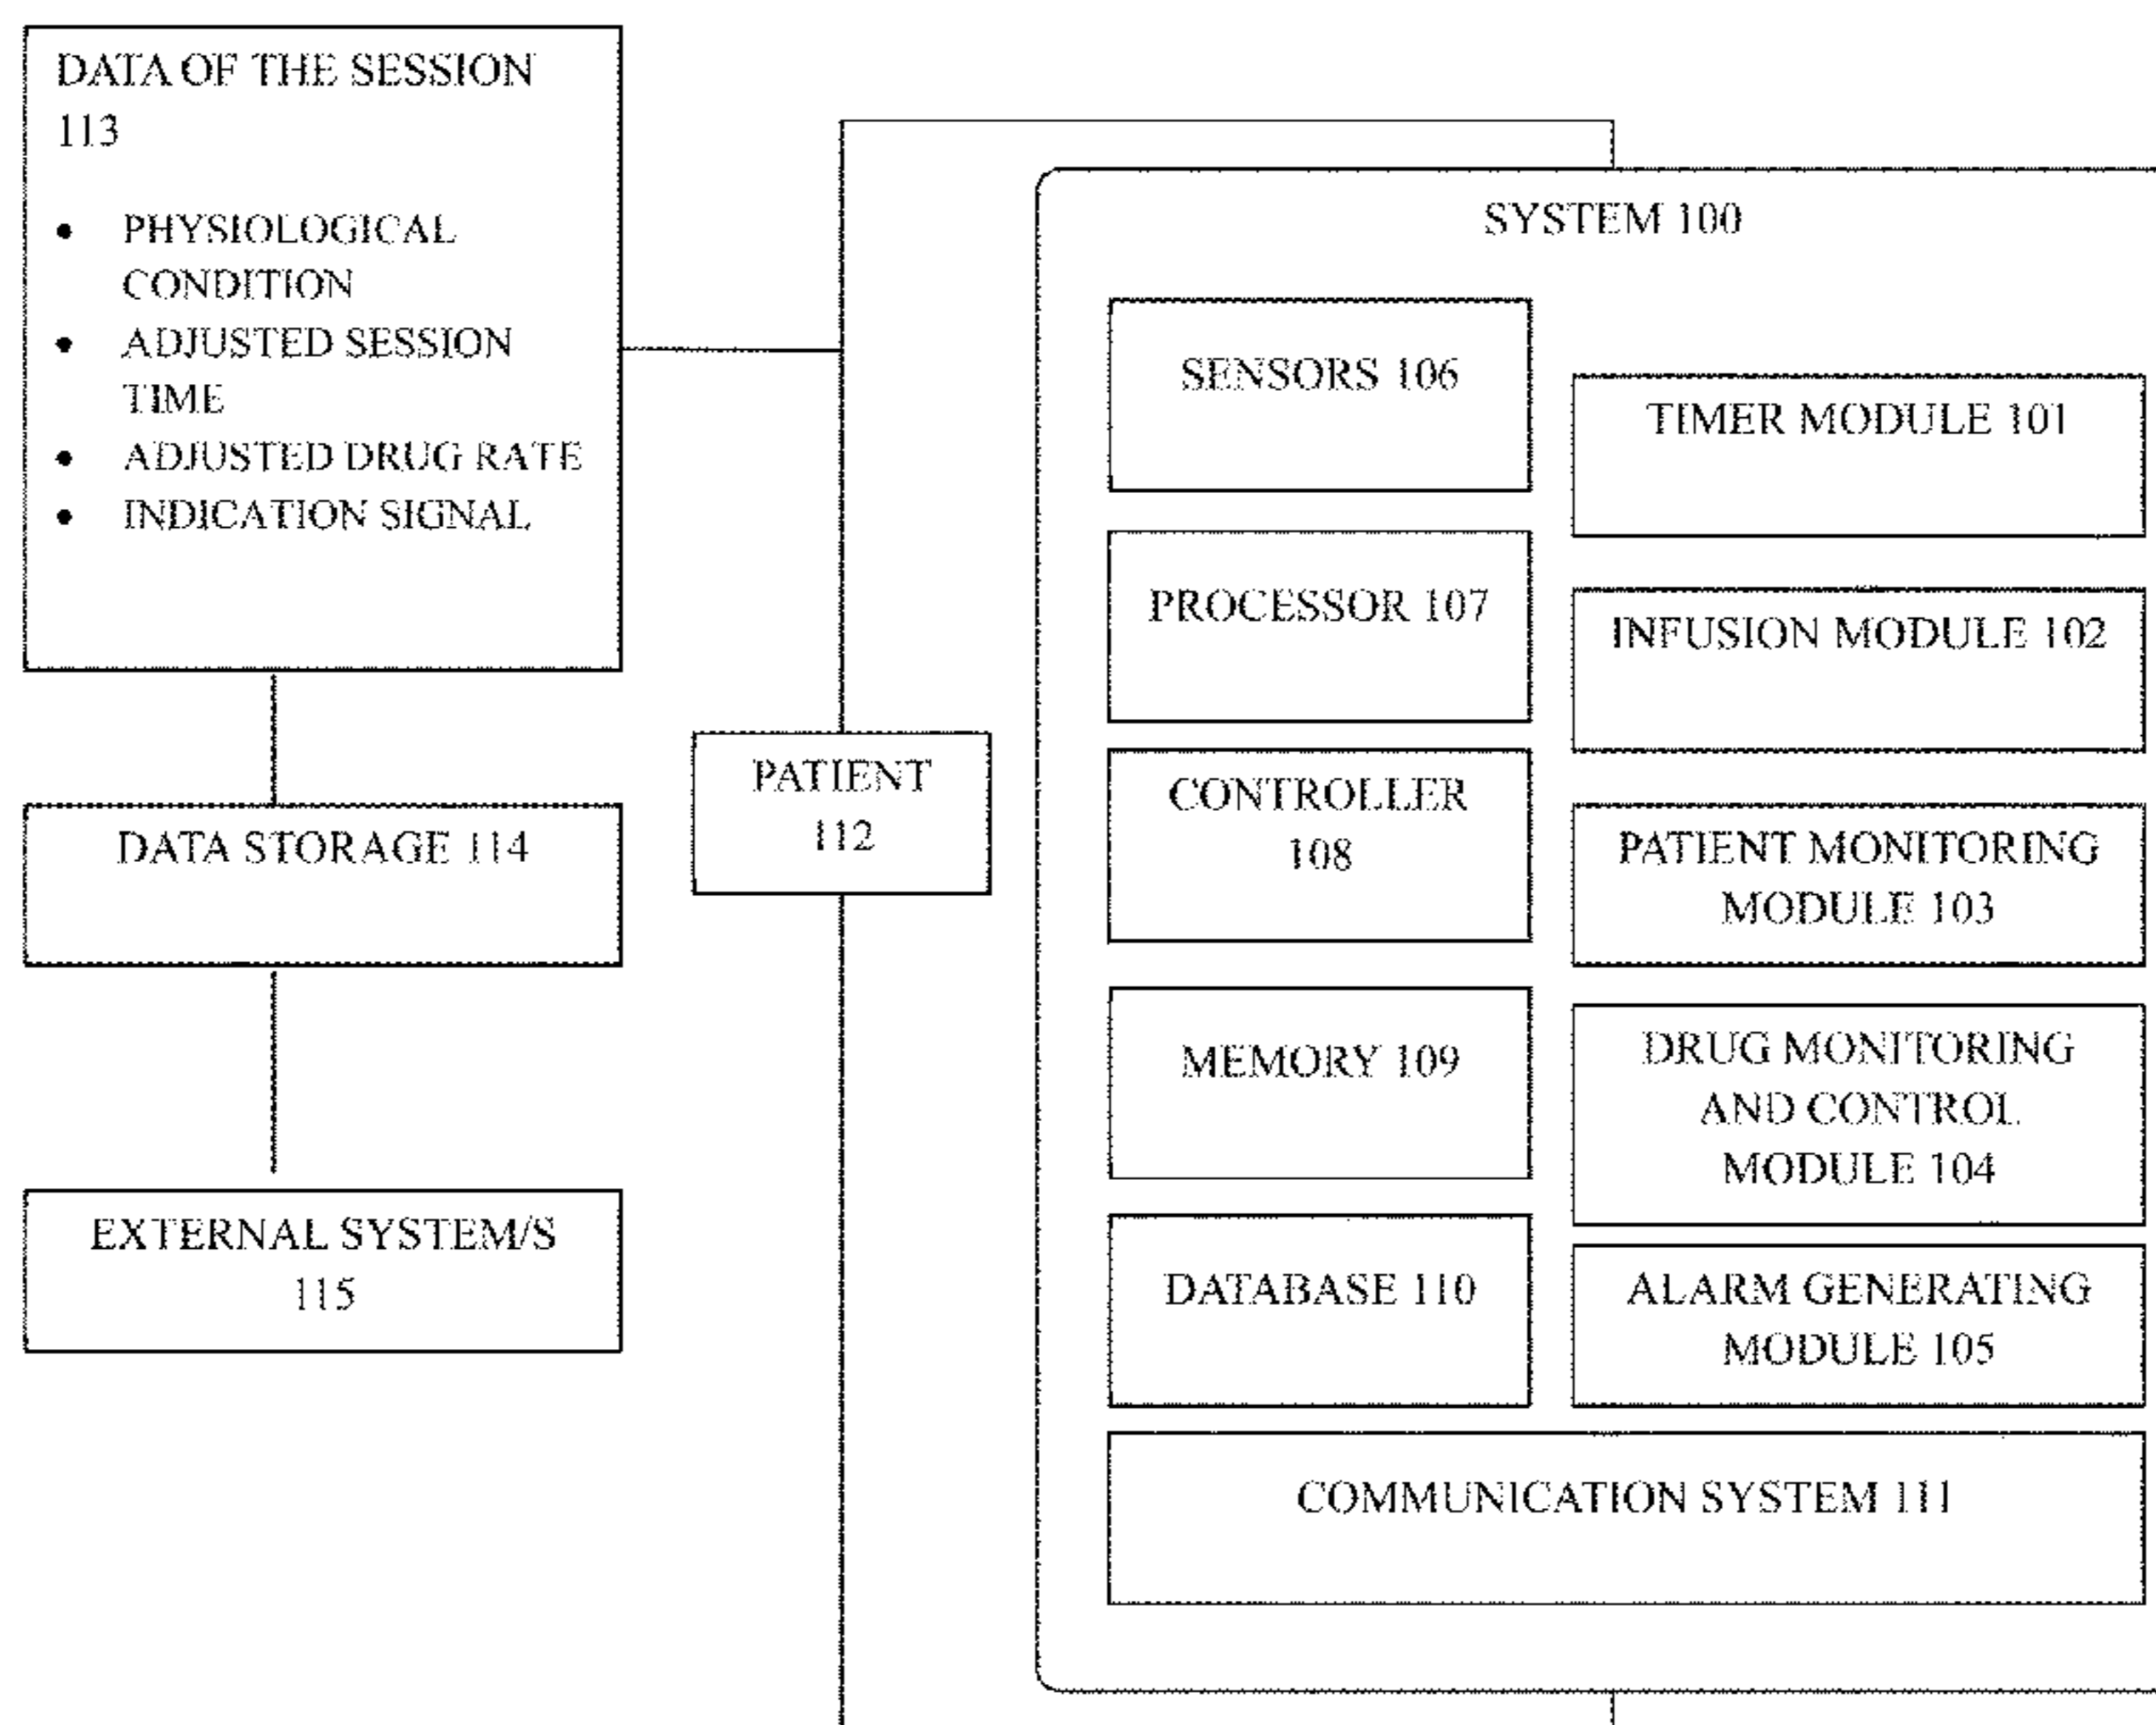 DATA OF THE SESSION
113
• PHYSIOLOGICAL
CONDITION
• ADJUSTED SESSION
TIME
• ADJUSTED DRUG RATE
• INDICATION SIGNAL
DATA STORAGE 114
EXTERNAL SYSTEM/S
115
PATIENT
112
SYSTEM 100
SENSORS 106
PROCESSOR 107
CONTROLLER
108
MEMORY 109
DATABASE 110
TIMER MODULE 101
INFUSION MODULE 102
PATIENT MONITORING
MODULE 103
DRUG MONITORING
AND CONTROL
MODULE 104
ALARM GENERATING
MODULE 105
COMMUNICATION SYSTEM 111